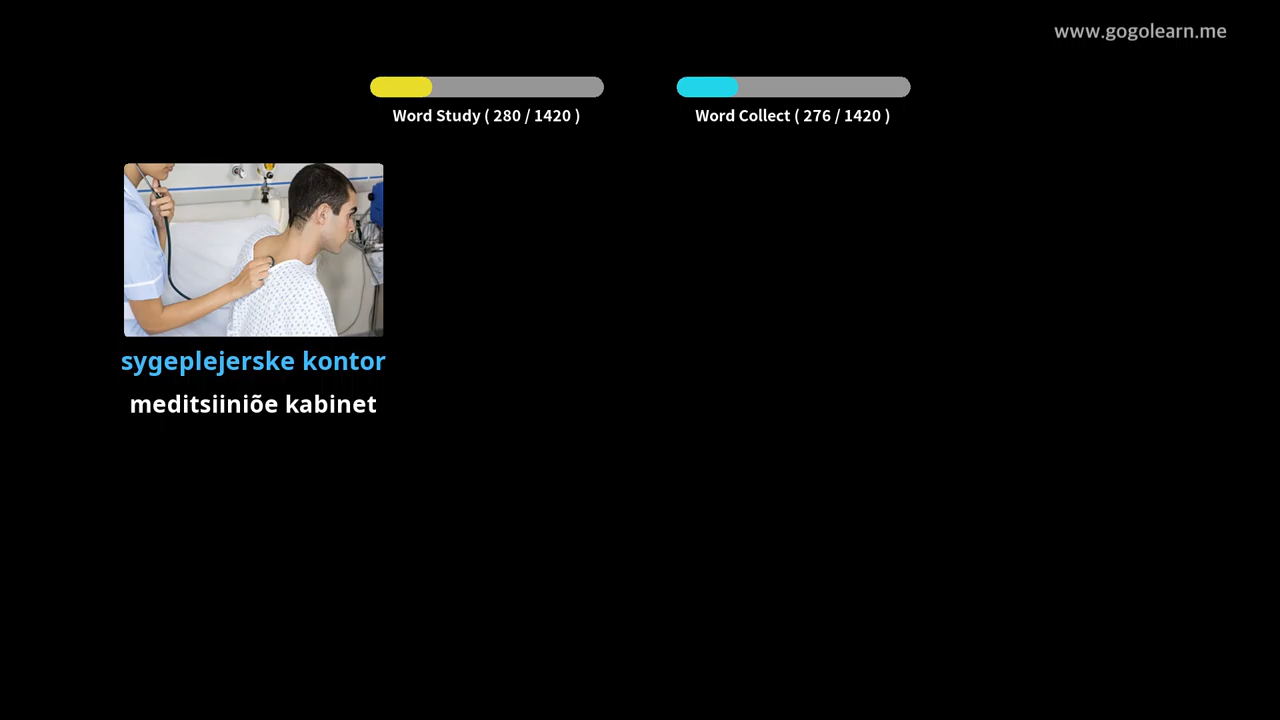 www.gogolearn.me
Word Study ( 280 / 1420 )
Word Collect ( 276 / 1420 )
sygeplejerske kontor
meditsiiniõe kabinet